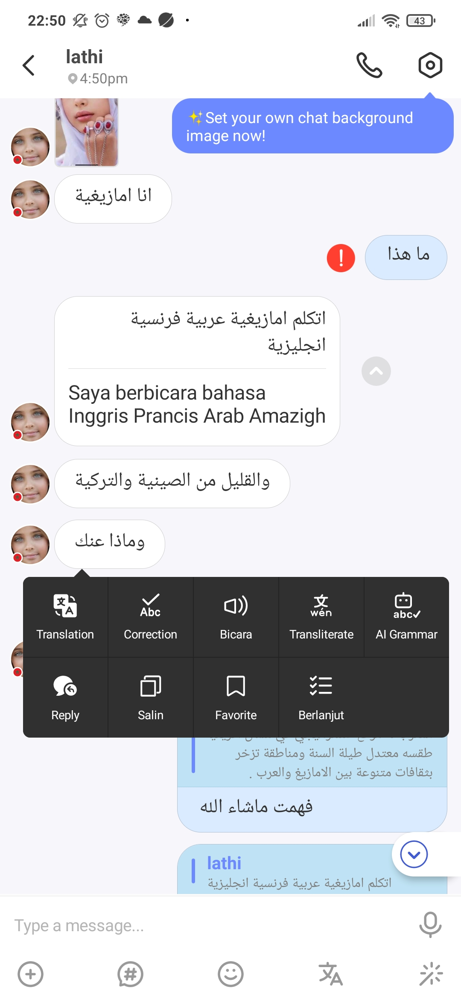 22:50
43
lathi
4:50pm
✨Set your own chat background
image now!
انا امازيغية
ما هذا
اتكلم امازيغية عربية فرنسية
انجليزية
Saya berbicara bahasa
Inggris Prancis Arab Amazigh
والقليل من الصينية والتركية
وماذا عنك
Translation
Abc
Correction
Bicara
wén
Transliterate
abc
AI Grammar
Reply
Salin
Favorite
Berlanjut
طقسه معتدل طيلة السنة ومناطقة تزخر
بثقافات متنوعة بين الامازيغ والعرب .
فهمت ماشاء الله
lathi
اتكلم امازيغية عربية فرنسية انجليزية
Type a message...